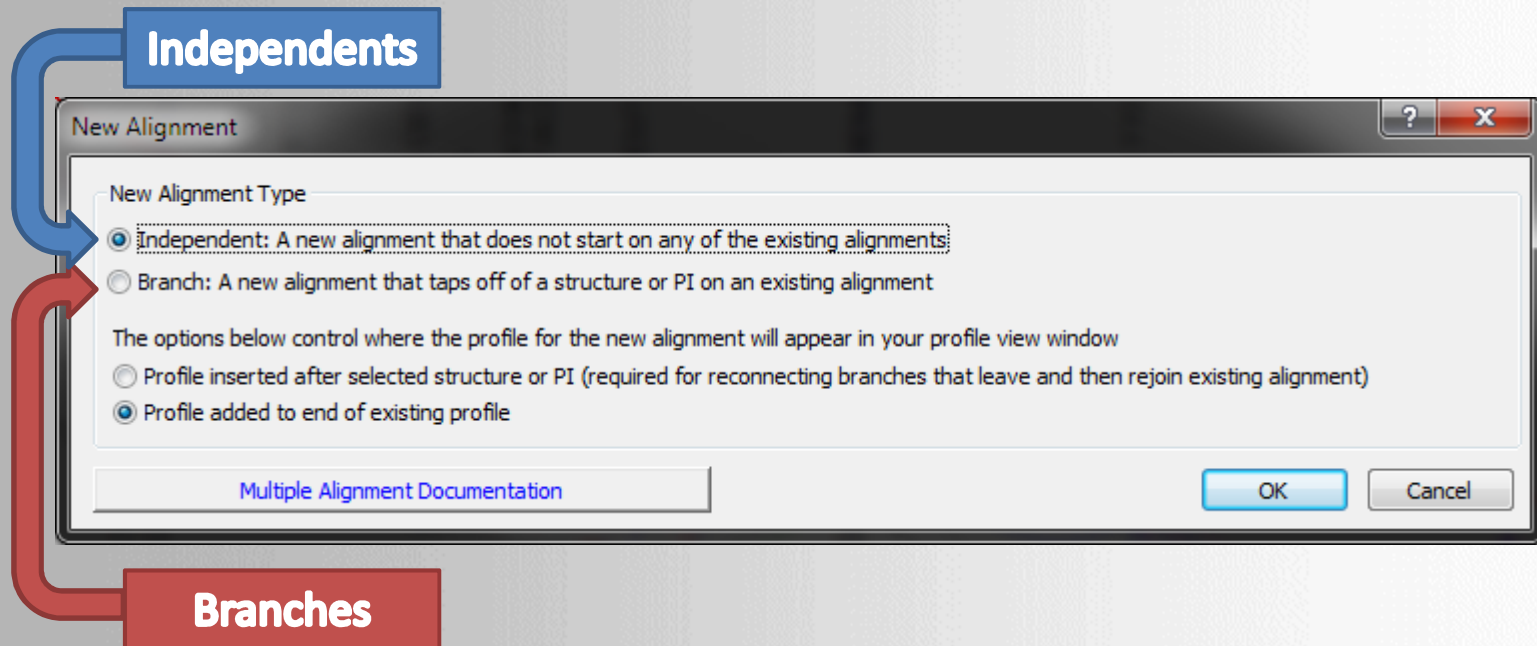 Independents
New Alignment
?
X
New Alignment Type
Independent: A new alignment that does not start on any of the existing alignments
Branch: A new alignment that taps off of a structure or PI on an existing alignment
The options below control where the profile for the new alignment will appear in your profile view window
Profile inserted after selected structure or PI (required for reconnecting branches that leave and then rejoin existing alignment)
Profile added to end of existing profile
Multiple Alignment Documentation
OK
Cancel
Branches